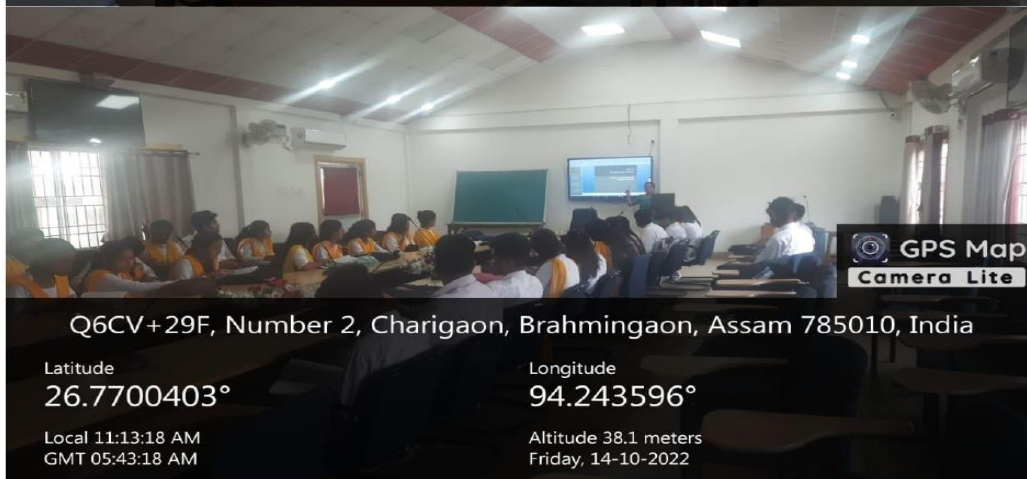 GPS Map
Camera Lite
Q6CV+29F, Number 2, Charigaon, Brahmingaon, Assam 785010, India
Latitude
26.7700403°
Longitude
94.243596°
Local 11:13:18 AM
GMT 05:43:18 AM
Altitude 38.1 meters
Friday, 14-10-2022